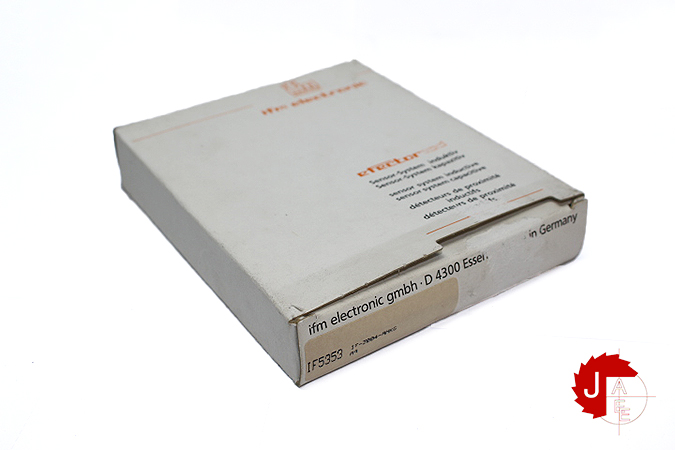 ifm electronic
efector
Sensor-System induktiv
Sensor-System kapazitiv
sensor system inductive
sensor system capacitive
détecteurs de proximité
inductifs
détecteurs de proximité
ifm electronic gmbh · D 4300 Essen in Germany
IF5353
JAEE